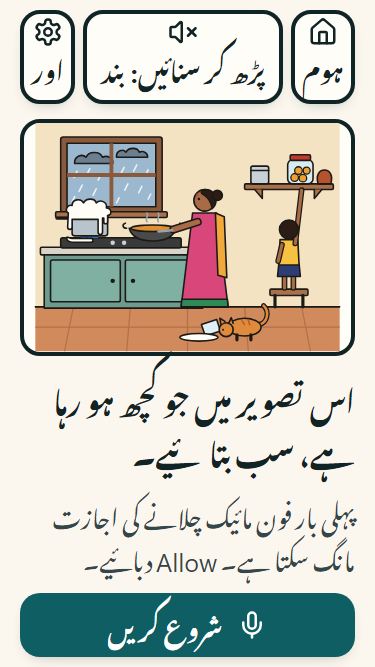 ہوم
پڑھ کر سنائیں: بند
اور
اس تصویر میں جو کچھ ہو رہا
ہے، سب بتائیے۔
پہلی بار فون مائیک چلانے کی اجازت
مانگ سکتا ہے۔ Allow دبائیے۔
شروع کریں